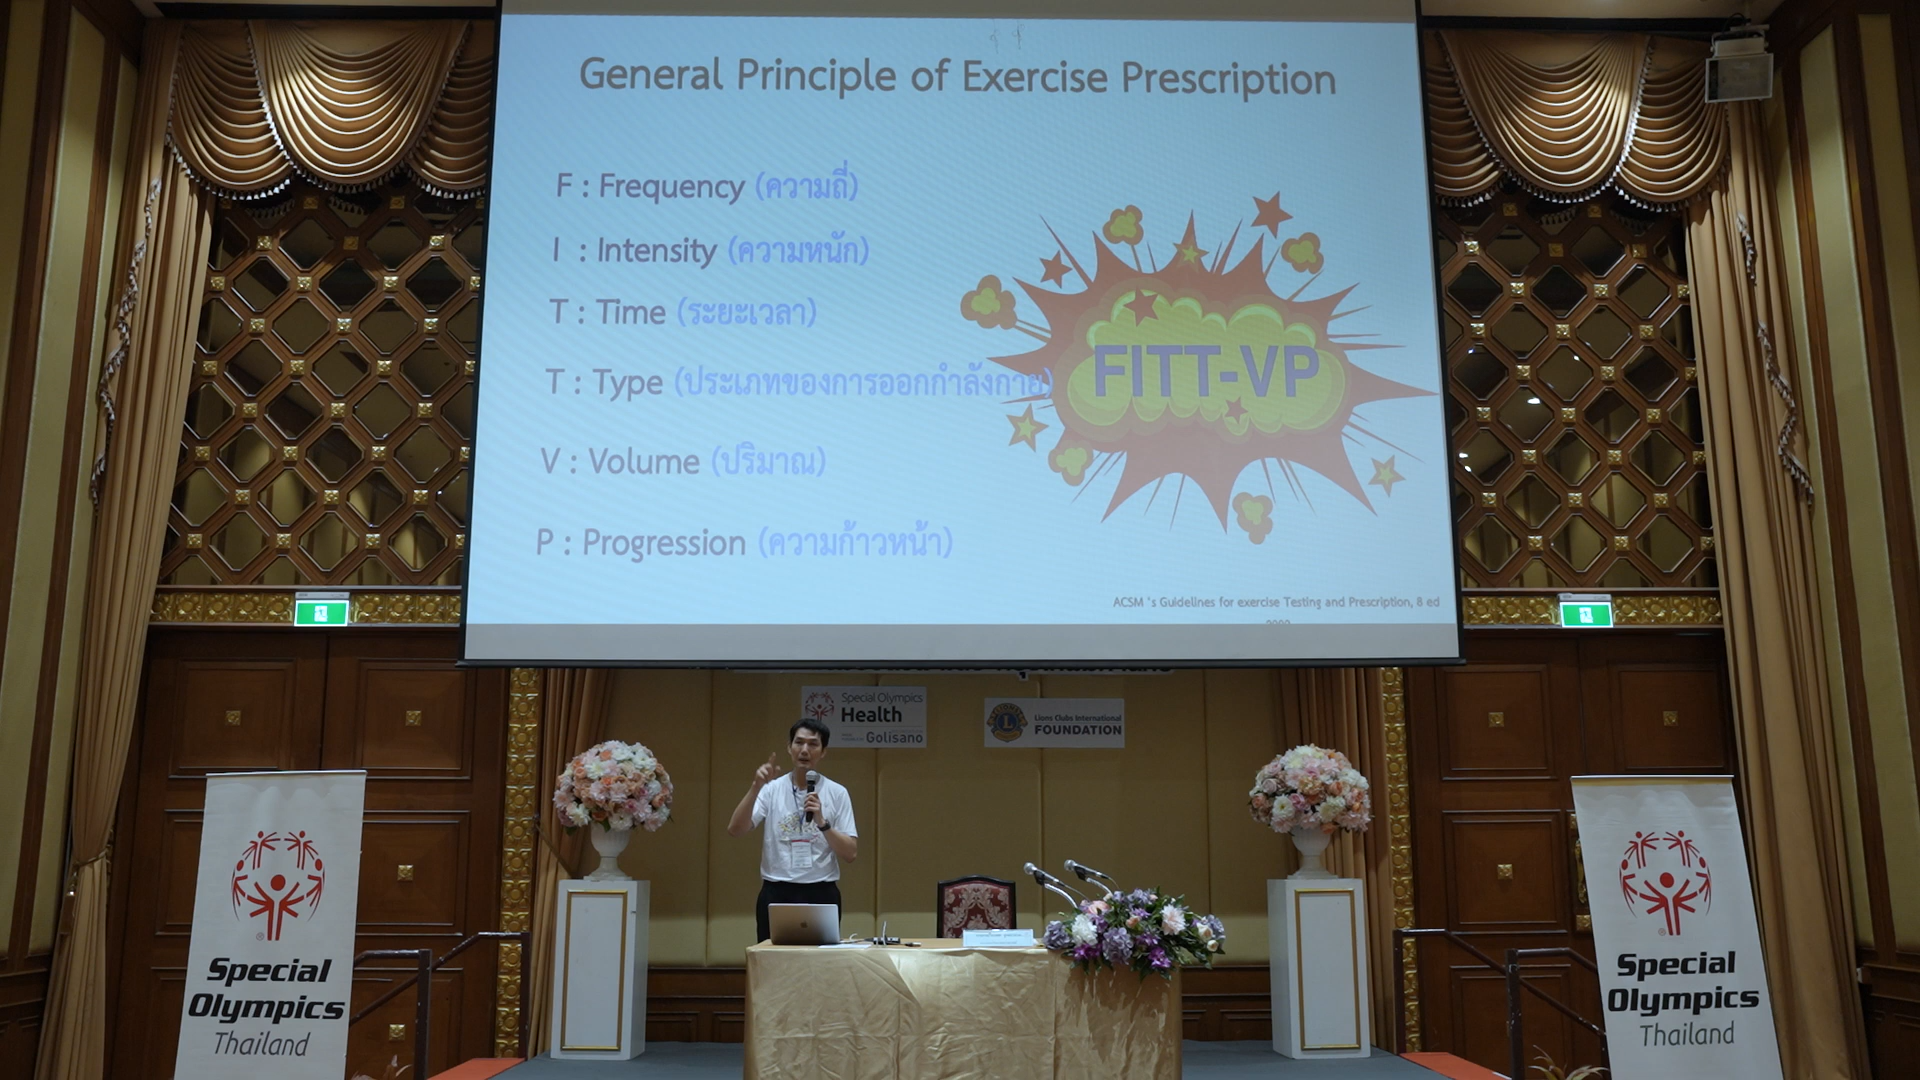 General Principle of Exercise Prescription
F : Frequency (ความถี่)
I : Intensity (ความหนัก)
T : Time (ระยะเวลา)
T : Type (ประเภทของการออกกำลังกาย)
V : Volume (ปริมาณ)
P : Progression (ความก้าวหน้า)
FITT-VP
ACSM 's Guidelines for exercise Testing and Prescription, 8 ed
Special Olympics
Health
Golisano
Lions Clubs International
FOUNDATION
Special
Olympics
Thailand
Special
Olympics
Thailand